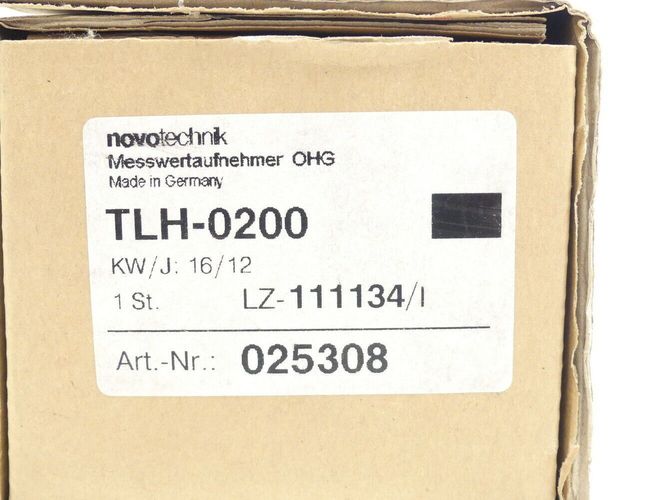 novotechnik
Messwertaufnehmer OHG
Made in Germany
TLH-0200
KW/J: 16/12
1 St. LZ-111134/I
Art.-Nr.: 025308